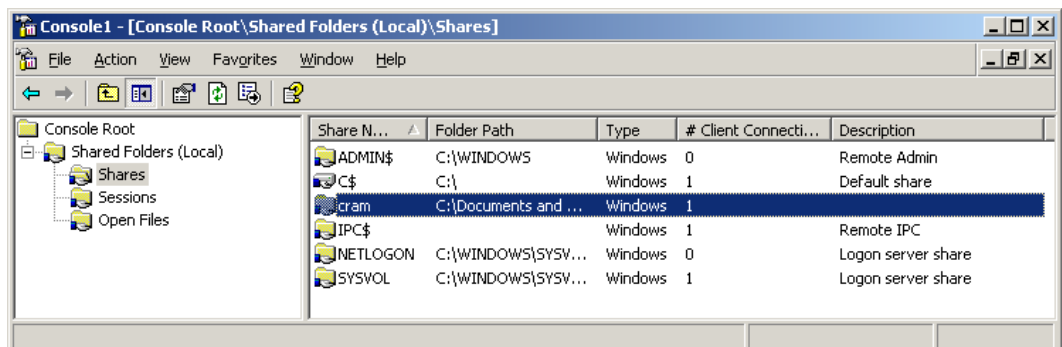 Console1 - [Console Root\Shared Folders (Local)\Shares]
File Action View Favorites Window Help
Console Root
Shared Folders (Local)
Shares
Sessions
Open Files
Share N... Folder Path Type # Client Connecti... Description
ADMIN$ C:\WINDOWS Windows 0 Remote Admin
C$ C:\ Windows 1 Default share
cram C:\Documents and ... Windows 1
IPC$ Windows 1 Remote IPC
NETLOGON C:\WINDOWS\SYSV... Windows 0 Logon server share
SYSVOL C:\WINDOWS\SYSV... Windows 1 Logon server share